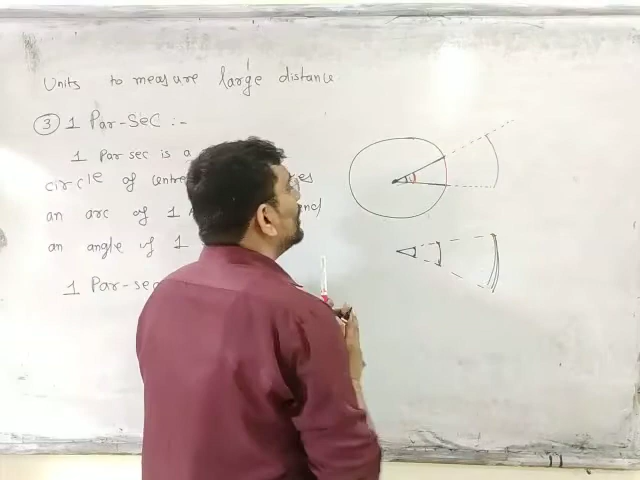 Units to measure large distance
③ 1 Par-Sec :-
1 Par sec is a
circle of centre
an arc of 1
an angle of 1
1 Par-sec